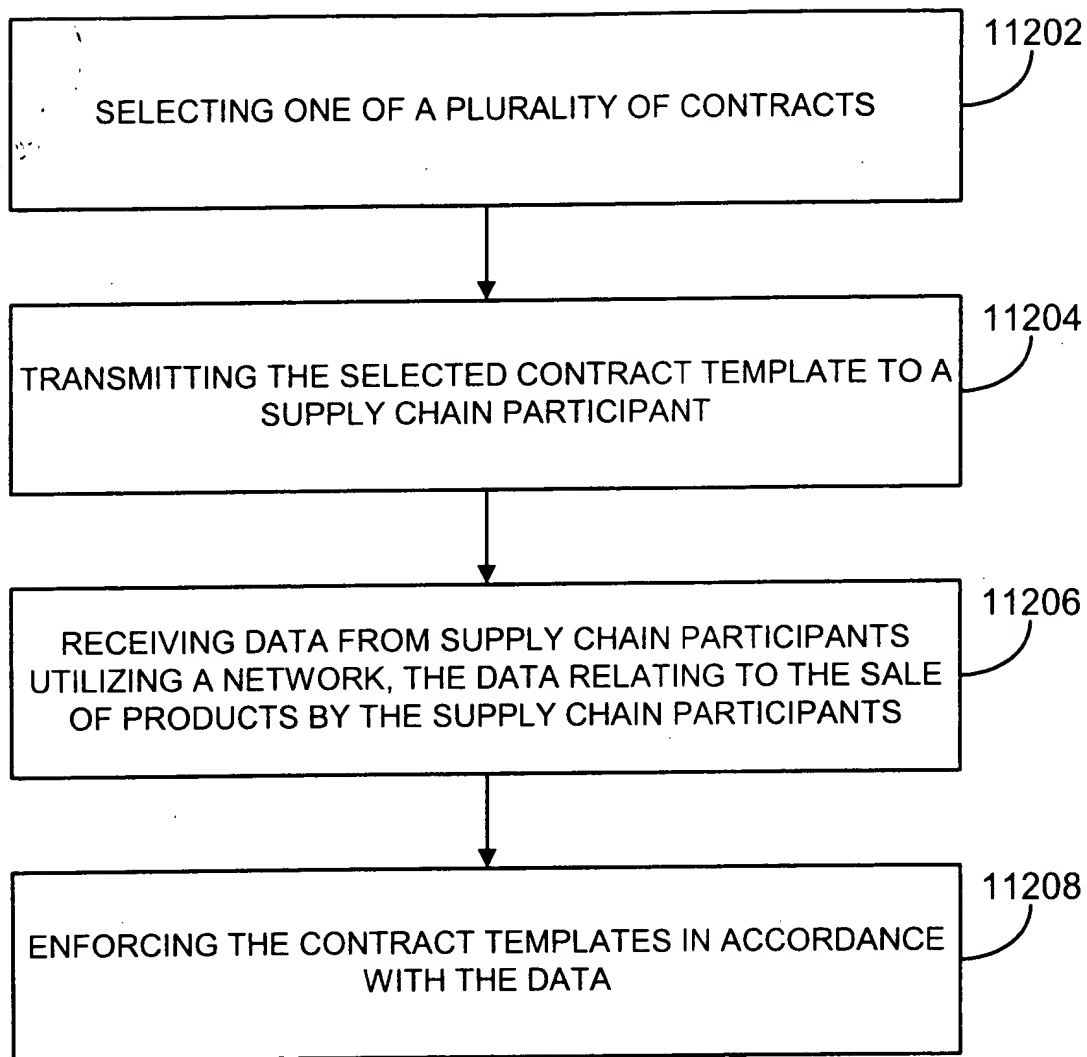 11202
SELECTING ONE OF A PLURALITY OF CONTRACTS
11204
TRANSMITTING THE SELECTED CONTRACT TEMPLATE TO A
SUPPLY CHAIN PARTICIPANT
11206
RECEIVING DATA FROM SUPPLY CHAIN PARTICIPANTS
UTILIZING A NETWORK, THE DATA RELATING TO THE SALE
OF PRODUCTS BY THE SUPPLY CHAIN PARTICIPANTS
11208
ENFORCING THE CONTRACT TEMPLATES IN ACCORDANCE
WITH THE DATA